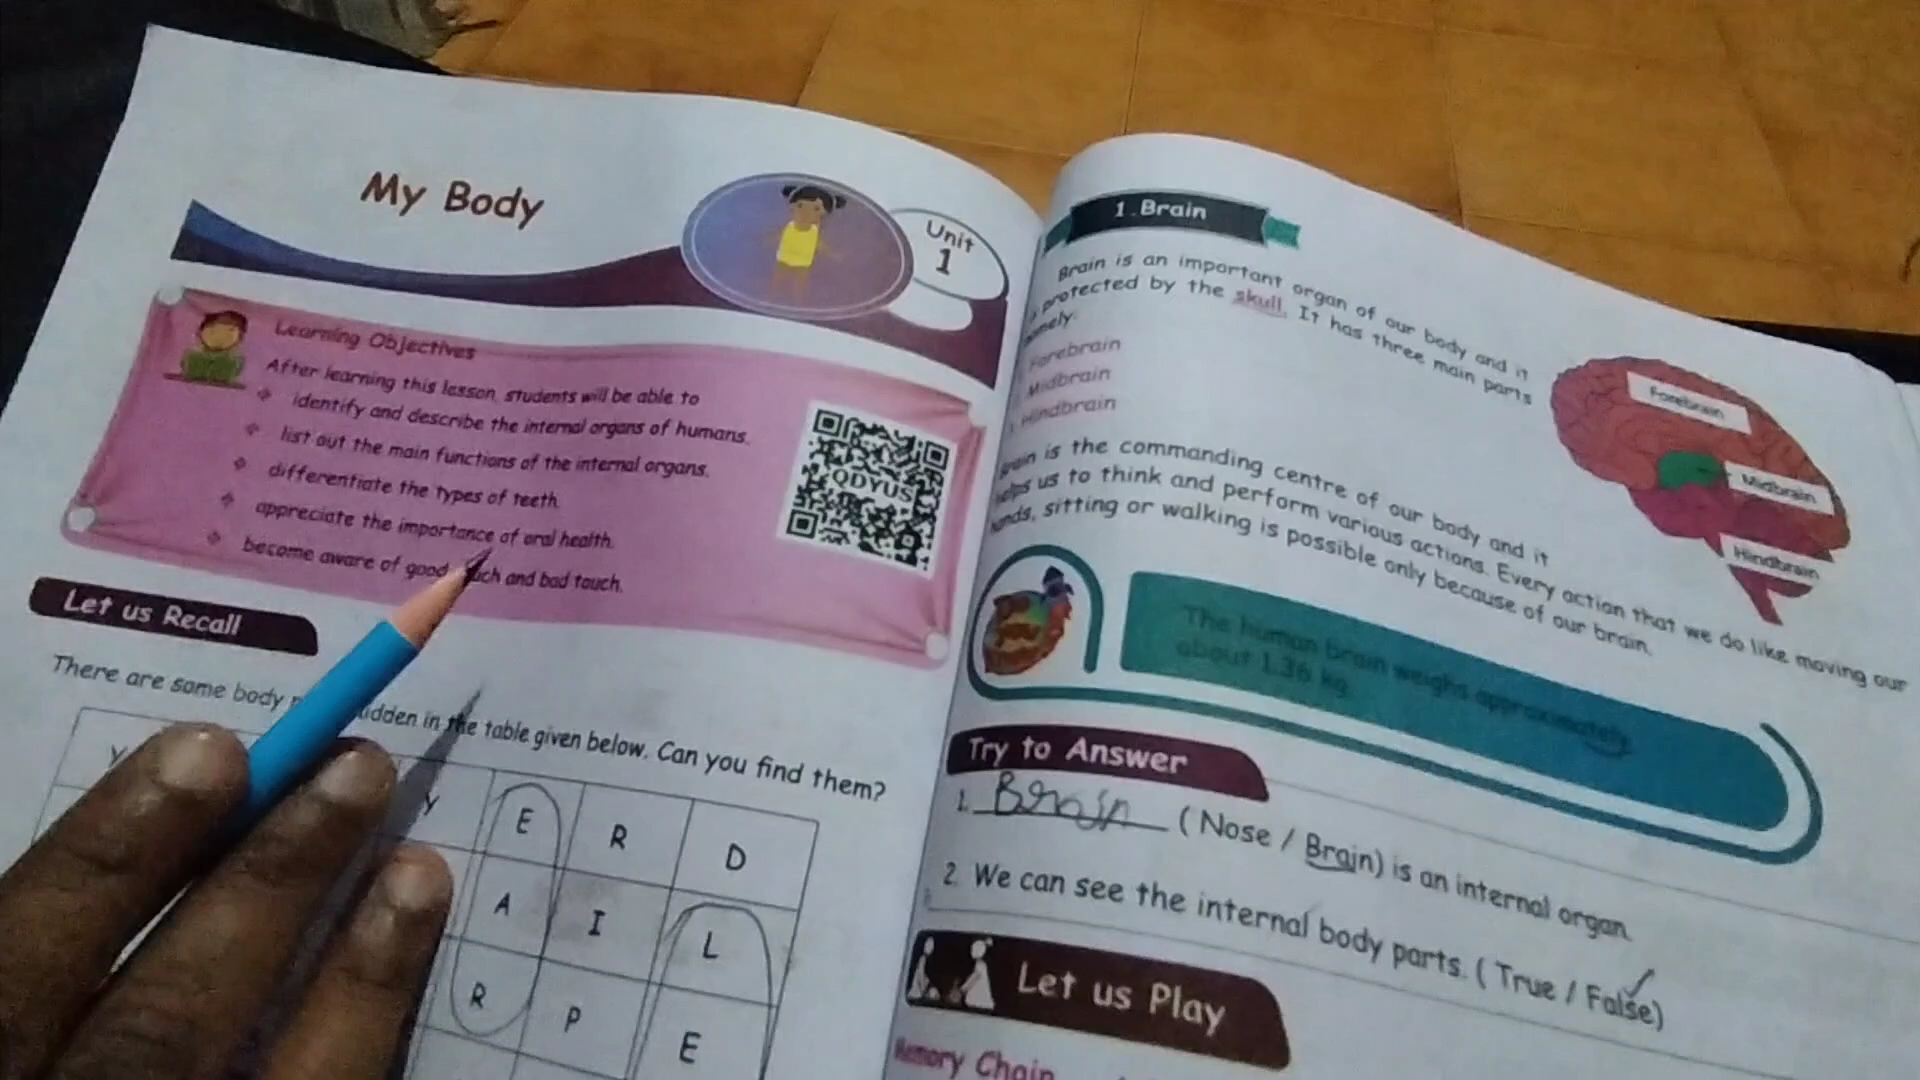 My Body
Unit
1
Learning Objectives
After learning this lesson, students will be able to
identify and describe the internal organs of humans.
list out the main functions of the internal organs.
differentiate the types of teeth.
appreciate the importance of oral health.
become aware of good and bad touch.
QDYUS
Let us Recall
There are some body in the table given below. Can you find them?
Y
Y E R D
A I L
R P E
1. Brain
Brain is an important organ of our body and it
protected by the skull. It has three main parts
Forebrain
Midbrain
Hindbrain
Forebrain
Midbrain
Hindbrain
is the commanding centre of our body and it
us to think and perform various actions. Every action that we do like moving our
sitting or walking is possible only because of our brain.
The human brain weighs approximately
about 1.36 kg
Try to Answer
1. Brain ( Nose / Brain) is an internal organ.
2. We can see the internal body parts. ( True / False)
Let us Play
Memory Chain